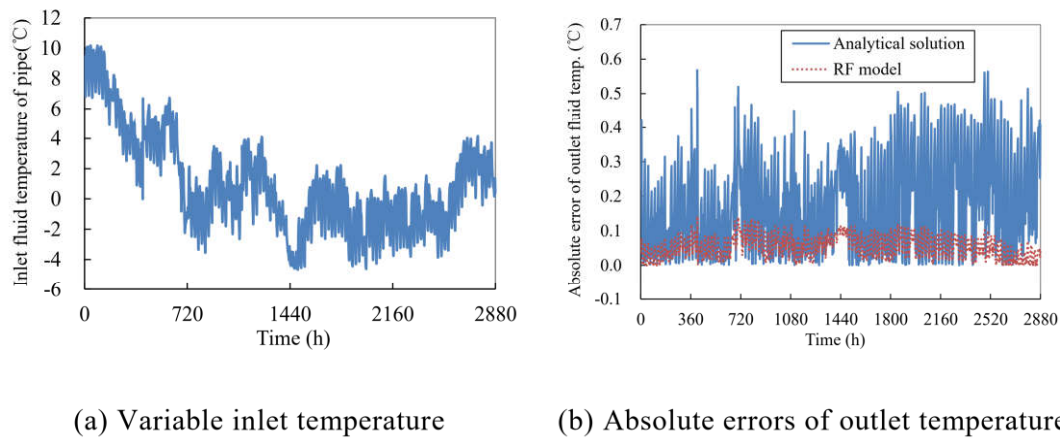 Inlet fluid temperature of pipe(℃)
12
10
8
6
4
2
0
-2
-4
-6
0 720 1440 2160 2880
Time (h)
(a) Variable inlet temperature
Absolute error of outlet fluid temp. (℃)
0.7
0.6
0.5
0.4
0.3
0.2
0.1
0.0
-0.1
Analytical solution
RF model
0 360 720 1080 1440 1800 2160 2520 2880
Time (h)
(b) Absolute errors of outlet temperature